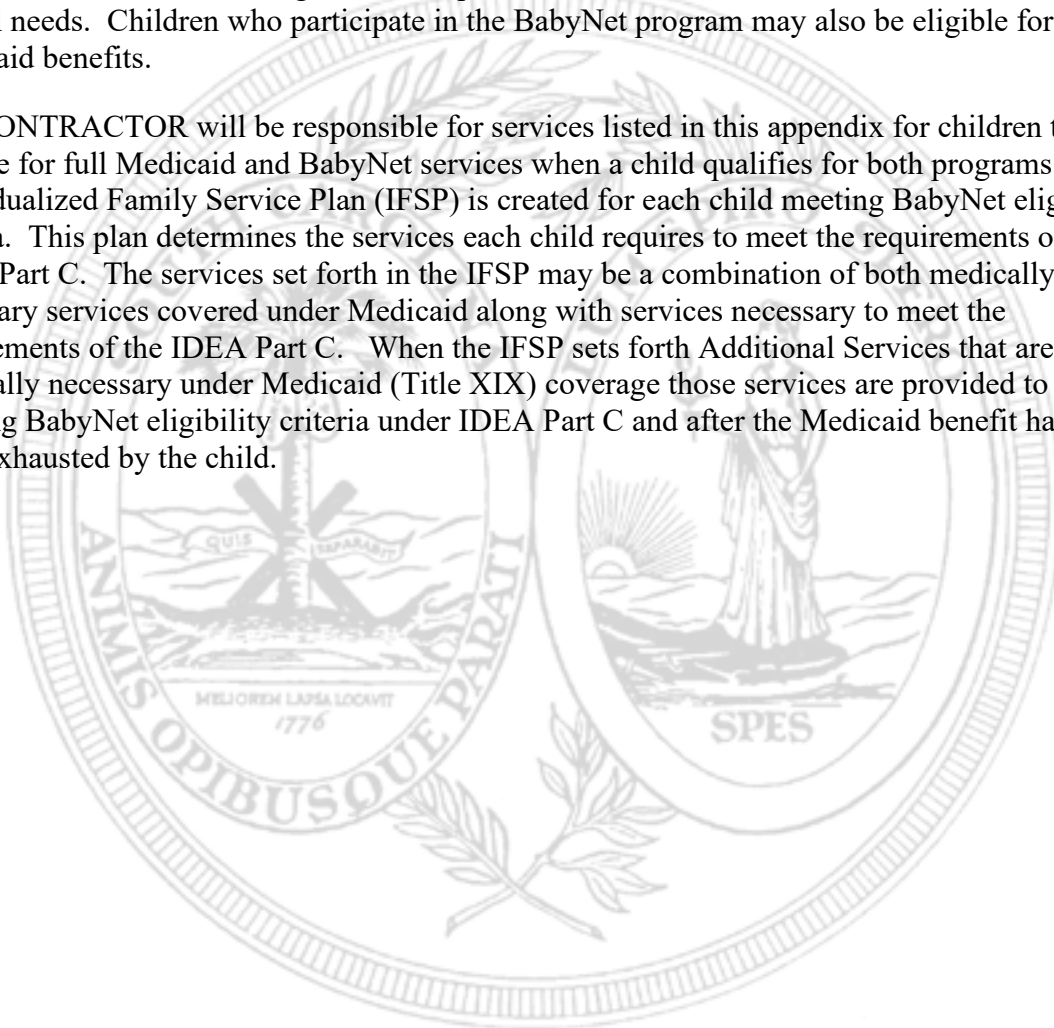 l needs. Children who participate in the BabyNet program may also be eligible for
aid benefits.
ONTRACTOR will be responsible for services listed in this appendix for children t
e for full Medicaid and BabyNet services when a child qualifies for both programs
dualized Family Service Plan (IFSP) is created for each child meeting BabyNet elig
a. This plan determines the services each child requires to meet the requirements o
Part C. The services set forth in the IFSP may be a combination of both medically
ary services covered under Medicaid along with services necessary to meet the
ements of the IDEA Part C. When the IFSP sets forth Additional Services that are
ally necessary under Medicaid (Title XIX) coverage those services are provided to
g BabyNet eligibility criteria under IDEA Part C and after the Medicaid benefit ha
xhausted by the child.
QUIS SEPARABIT
MELIOREM LAPSA LOCAVIT
1776
ANIMIS OPIBUSQUE PARATI
SPES